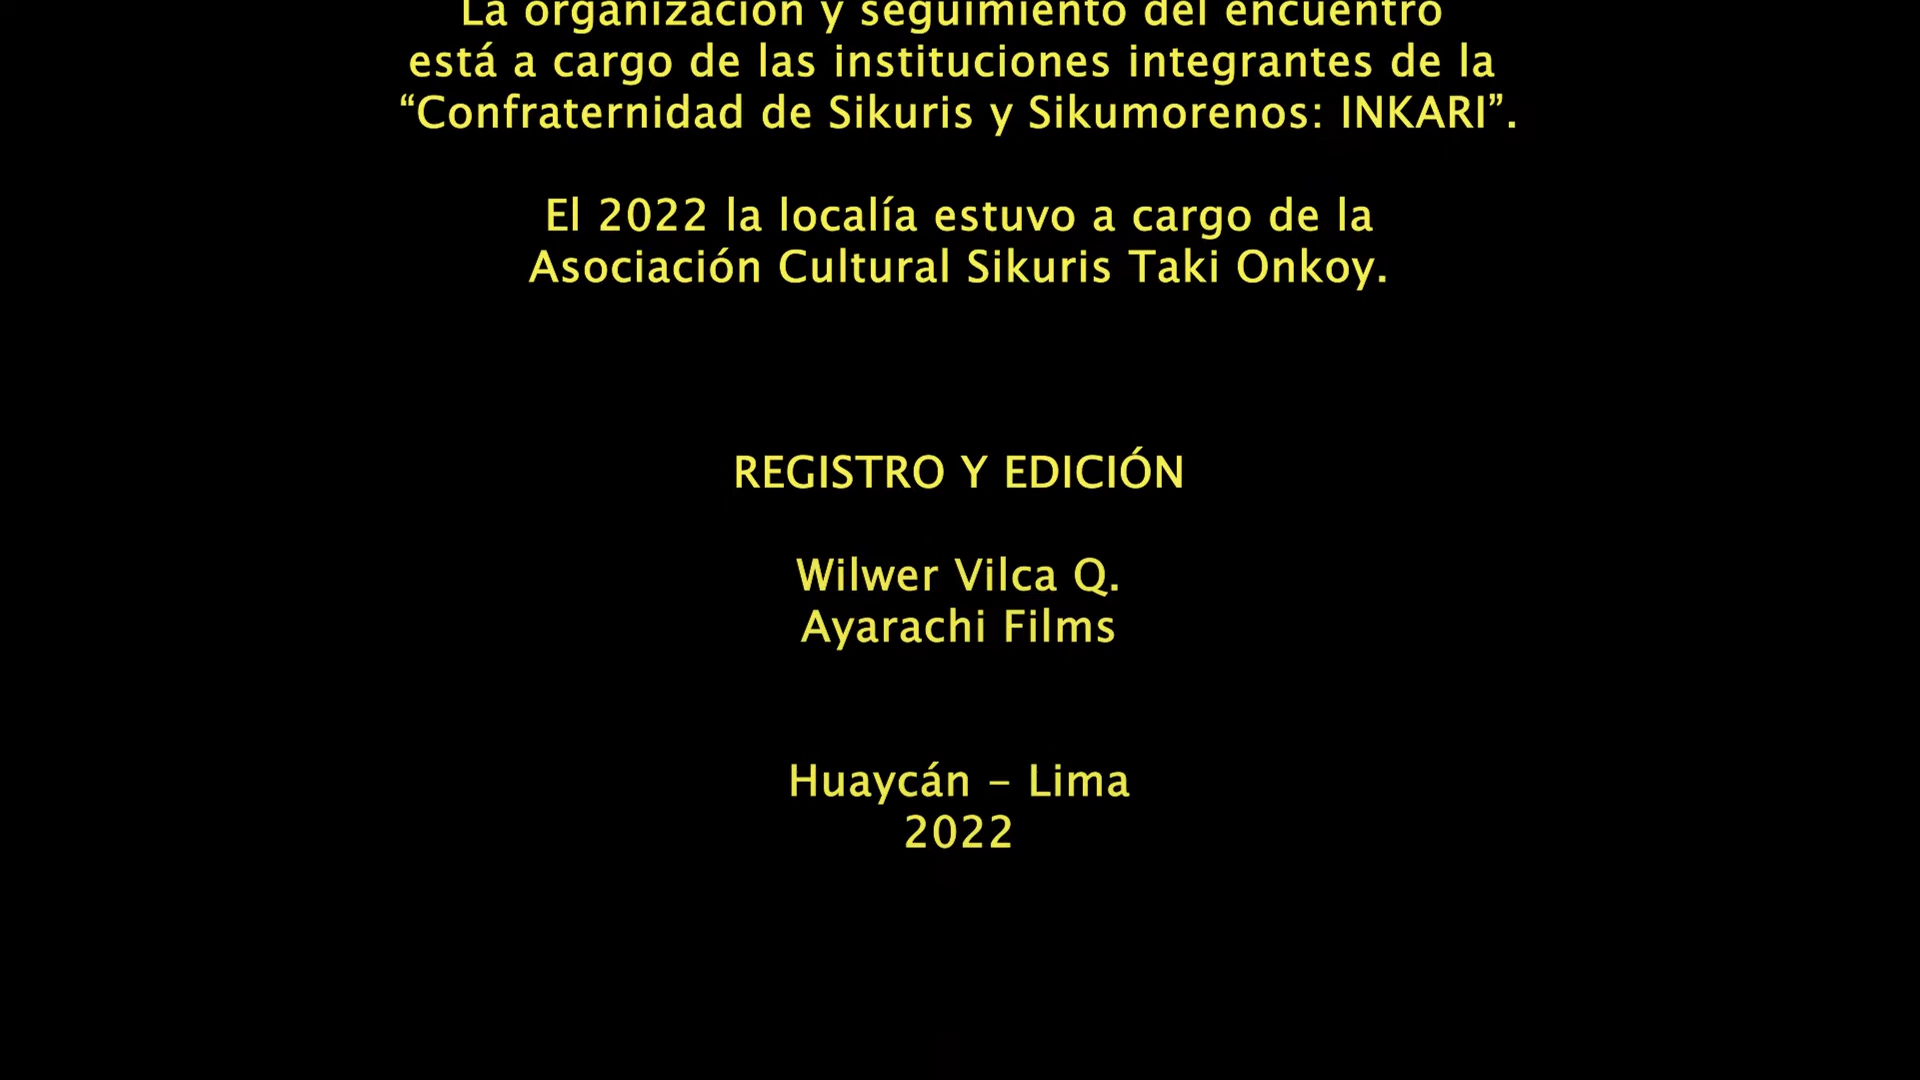 La organización y seguimiento del encuentro
está a cargo de las instituciones integrantes de la
“Confraternidad de Sikuris y Sikumorenos: INKARI”.
El 2022 la localía estuvo a cargo de la
Asociación Cultural Sikuris Taki Onkoy.
REGISTRO Y EDICIÓN
Wilwer Vilca Q.
Ayarachi Films
Huaycán – Lima
2022